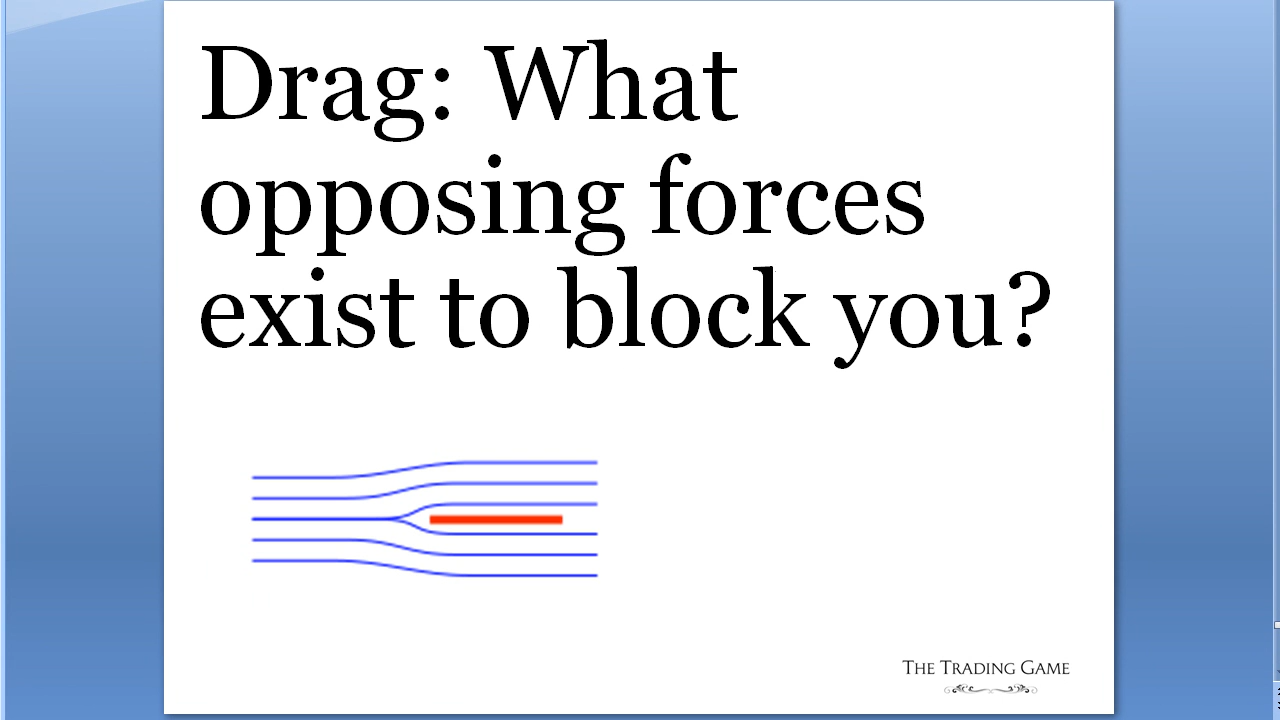 Drag: What
opposing forces
exist to block you?
THE TRADING GAME